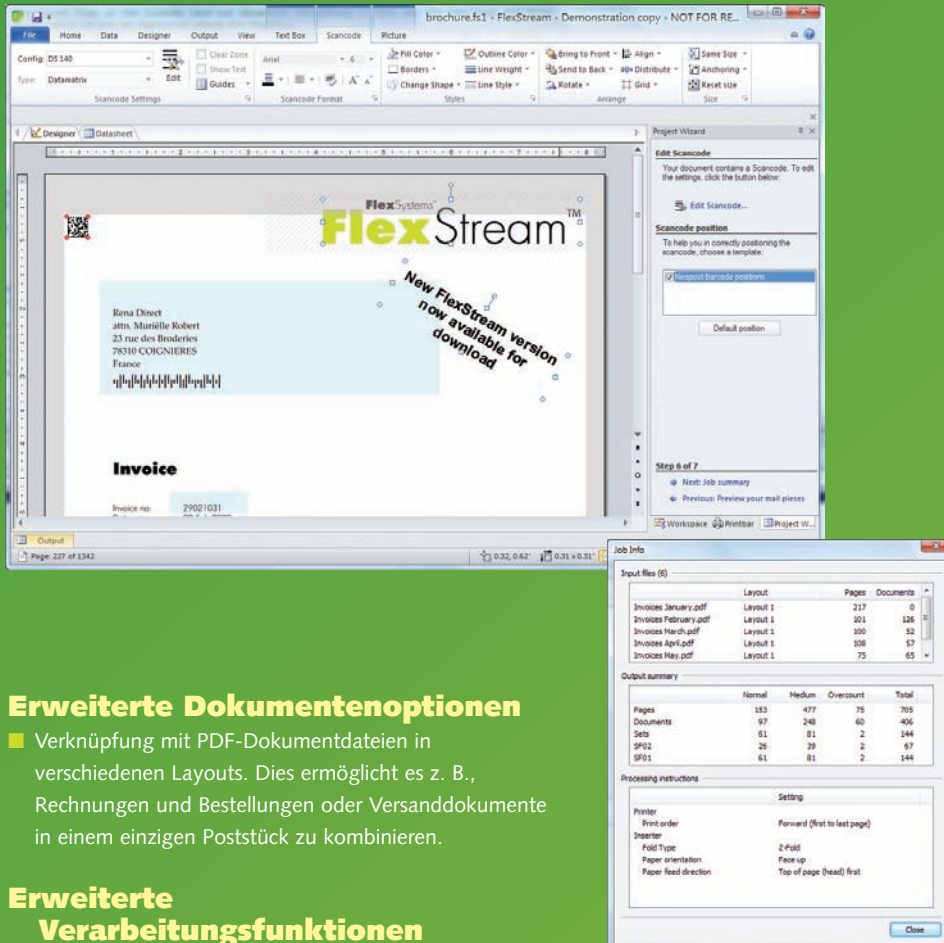 brochure.fs1 - FlexStream - Demonstration copy - NOT FOR RE...
File Home Data Designer Output View Text Box Scancode Picture
Config: DS 140
Type: Datamatrix
Edit
Clear Zone
Show Text
Guides
Scancode Settings
Arial 6
Scancode Format
Fill Color Outline Color
Borders Line Weight
Change Shape Line Style
Styles
Bring to Front Align
Send to Back Distribute
Rotate Grid
Arrange
Same Size
Anchoring
Reset size
Size
Designer Datasheet
FlexSystems™
FlexStream™
New FlexStream version
now available for
download
Rena Direct
attn. Muriëlle Robert
23 rue des Broderies
78310 COIGNIERES
France
Invoice
Invoice no: 29021031
Project Wizard
Edit Scancode
Your document contains a Scancode. To edit
the settings, click the button below:
Edit Scancode...
Scancode position
To help you in correctly positioning the
scancode, choose a template:
Neopost Barcode positions
Default position
Step 6 of 7
Next: Job summary
Previous: Preview your mail pieces
Workspace Printbar Project W...
Output
Page: 227 of 1342
0.32, 0.62" 0.31 x 0.31"
Job Info
Input files (6)
Layout Pages Documents
Invoices January.pdf Layout 1 217 0
Invoices February.pdf Layout 1 101 126
Invoices March.pdf Layout 1 100 52
Invoices April.pdf Layout 1 108 57
Invoices May.pdf Layout 1 75 65
Output summary
Normal Medium Overcount Total
Pages 153 477 75 705
Documents 97 248 60 406
Sets 61 81 2 144
SF02 26 39 2 67
SF01 61 81 2 144
Processing instructions
Setting
Printer
Print order Forward (first to last page)
Inserter
Fold Type 2-Fold
Paper orientation Face up
Paper feed direction Top of page (head) first
Close
Erweiterte Dokumentenoptionen
Verknüpfung mit PDF-Dokumentdateien in
verschiedenen Layouts. Dies ermöglicht es z. B.,
Rechnungen und Bestellungen oder Versanddokumente
in einem einzigen Poststück zu kombinieren.
Erweiterte
Verarbeitungsfunktionen